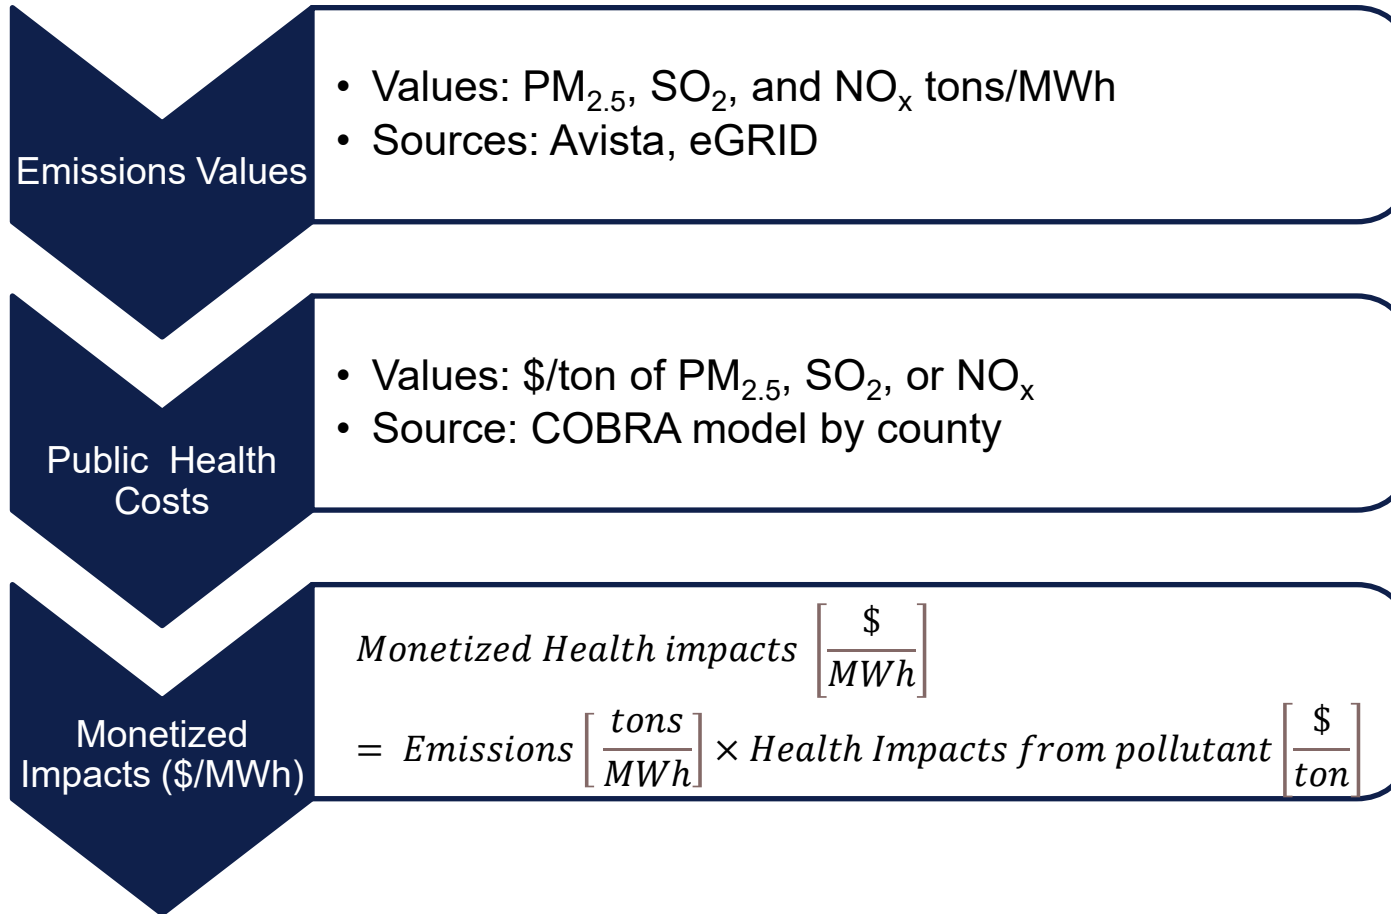 Emissions Values
• Values: PM2.5, SO2, and NOx tons/MWh
• Sources: Avista, eGRID
Public Health
Costs
• Values: $/ton of PM2.5, SO2, or NOx
• Source: COBRA model by county
Monetized
Impacts ($/MWh)
Monetized Health impacts [$/MWh]
= Emissions [tons/MWh] × Health Impacts from pollutant [$/ton]